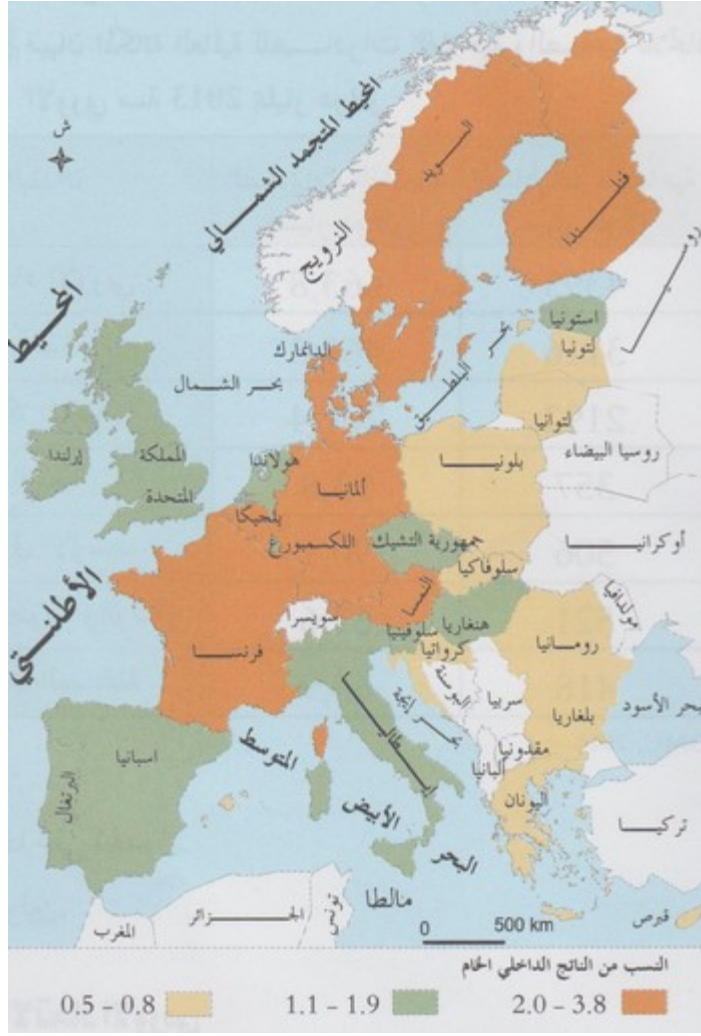 المحيط المتجمد الشمالي
ش
السويد
فنلندا
النرويج
روسيا
المحيط
استونيا
لتونيا
بحر البلطيق
الدانمارك
بحر الشمال
لتوانيا
روسيا البيضاء
إرلندا
المملكة
المتحدة
هولاندا
ألمانيا
بلونيا
بلجيكا
اللكسمبورغ
جمهورية التشيك
سلوفاكيا
أوكرانيا
الأطلنتي
فرنسا
سويسرا
النمسا
هنغاريا
سلوفينيا
كرواتيا
رومانيا
مولدافيا
البوسنة
سربيا
بلغاريا
البحر الأسود
إيطاليا
بحر إيجة
مقدونيا
ألبانيا
اسبانيا
البرتغال
المتوسط
الأبيض
البحر
اليونان
تركيا
مالطا
قبرص
المغرب
الجزائر
تونس
0 500 km
النسب من الناتج الداخلي الخام
2.0 – 3.8
1.1 – 1.9
0.5 – 0.8